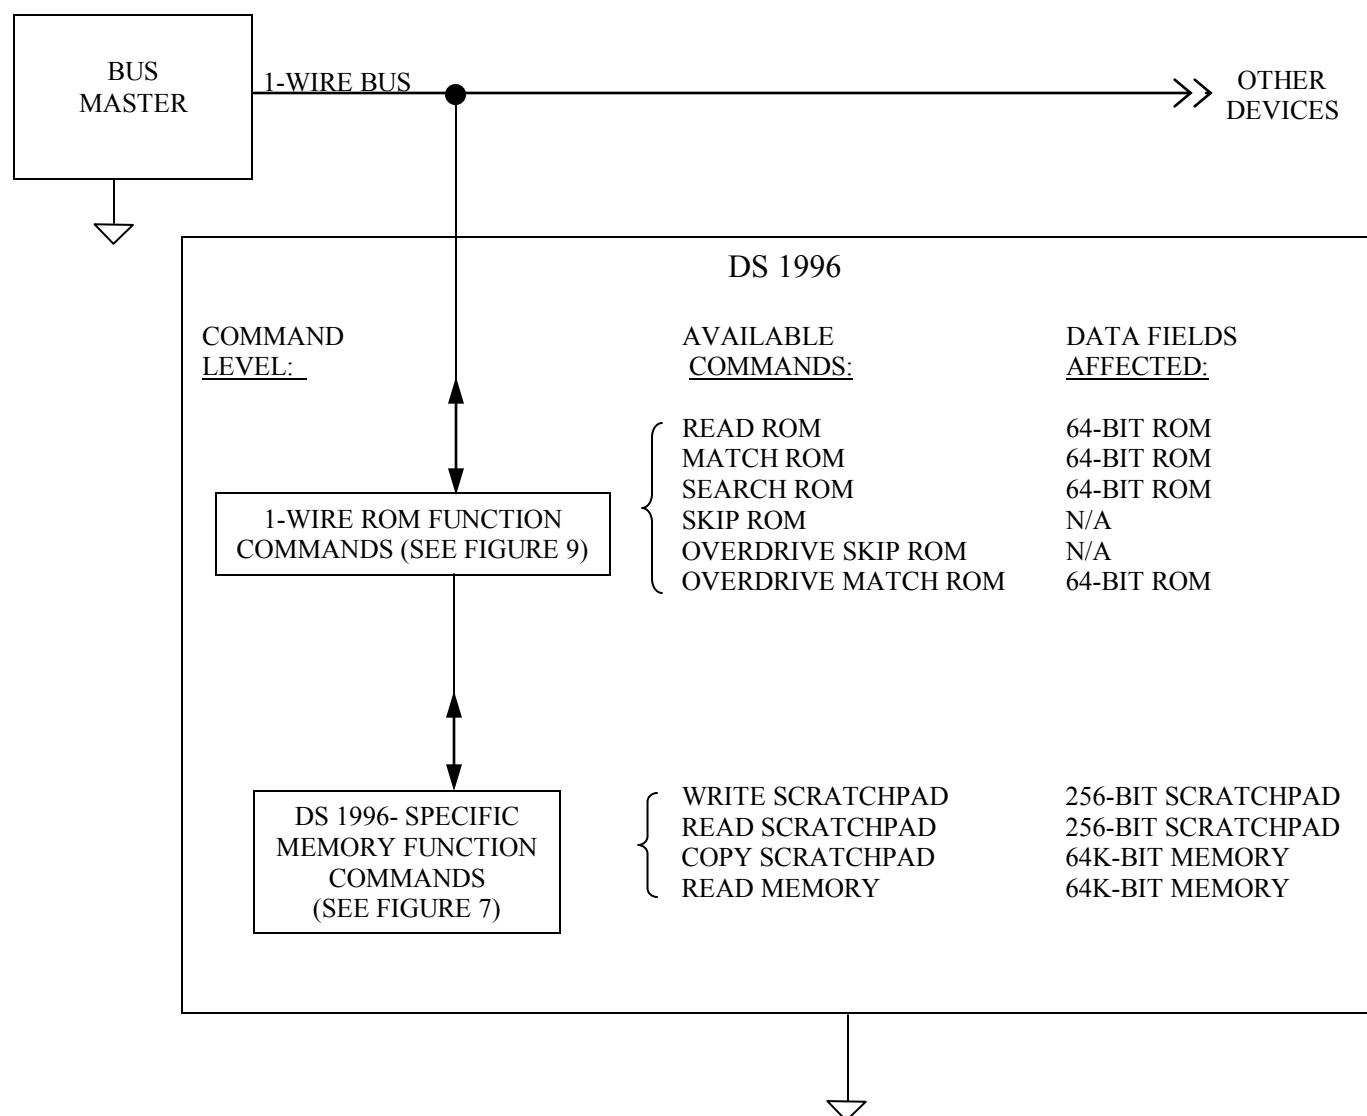 BUS
MASTER
1-WIRE BUS
OTHER
DEVICES
DS 1996
COMMAND
LEVEL:
AVAILABLE
COMMANDS:
DATA FIELDS
AFFECTED:
READ ROM 64-BIT ROM
MATCH ROM 64-BIT ROM
SEARCH ROM 64-BIT ROM
SKIP ROM N/A
OVERDRIVE SKIP ROM N/A
OVERDRIVE MATCH ROM 64-BIT ROM
1-WIRE ROM FUNCTION
COMMANDS (SEE FIGURE 9)
WRITE SCRATCHPAD 256-BIT SCRATCHPAD
READ SCRATCHPAD 256-BIT SCRATCHPAD
COPY SCRATCHPAD 64K-BIT MEMORY
READ MEMORY 64K-BIT MEMORY
DS 1996- SPECIFIC
MEMORY FUNCTION
COMMANDS
(SEE FIGURE 7)